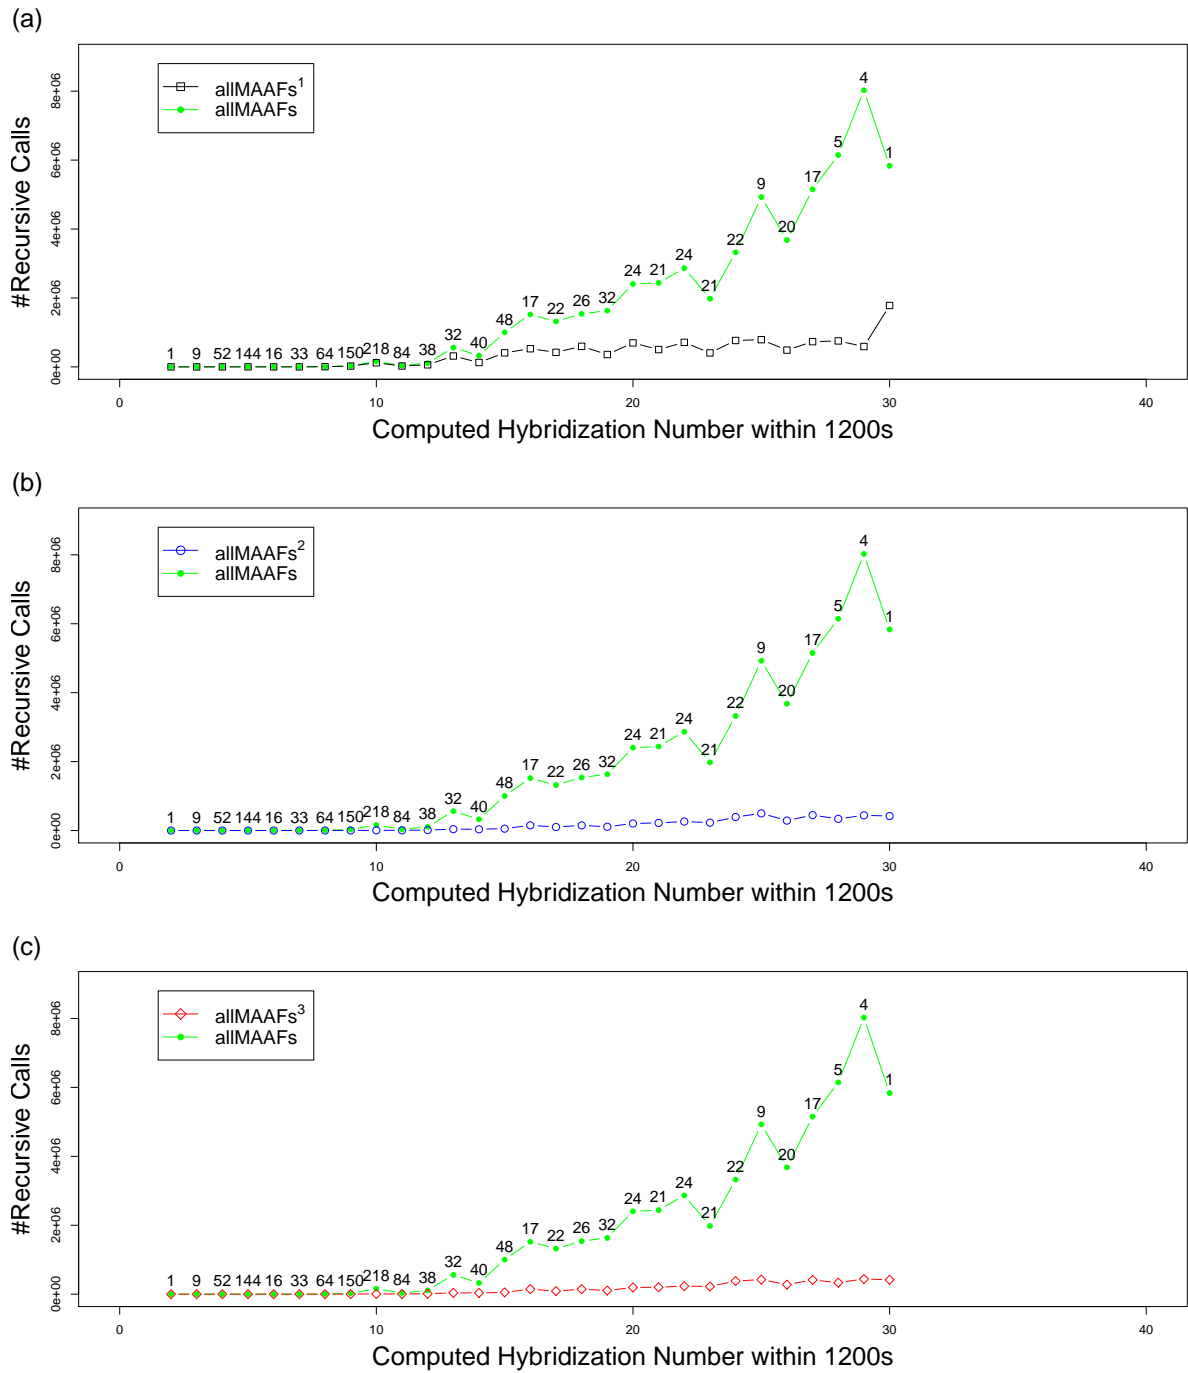 (a)
allMAAFs1
allMAAFs
#Recursive Calls
8e+06
6e+06
4e+06
2e+06
0e+00
1 9 52 144 16 33 64 150 218 84 38 32 40 48 17 22 26 32 24 21 24 21 22 9 20 17 5 4 1
0 10 20 30 40
Computed Hybridization Number within 1200s
(b)
allMAAFs2
allMAAFs
#Recursive Calls
8e+06
6e+06
4e+06
2e+06
0e+00
1 9 52 144 16 33 64 150 218 84 38 32 40 48 17 22 26 32 24 21 24 21 22 9 20 17 5 4 1
0 10 20 30 40
Computed Hybridization Number within 1200s
(c)
allMAAFs3
allMAAFs
#Recursive Calls
8e+06
6e+06
4e+06
2e+06
0e+00
1 9 52 144 16 33 64 150 218 84 38 32 40 48 17 22 26 32 24 21 24 21 22 9 20 17 5 4 1
0 10 20 30 40
Computed Hybridization Number within 1200s